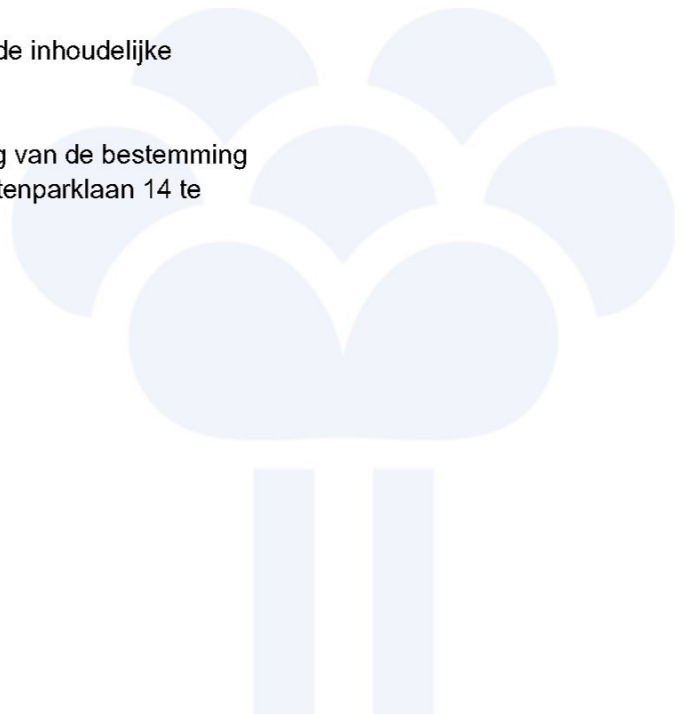 de inhoudelijke
g van de bestemming
tenparklaan 14 te